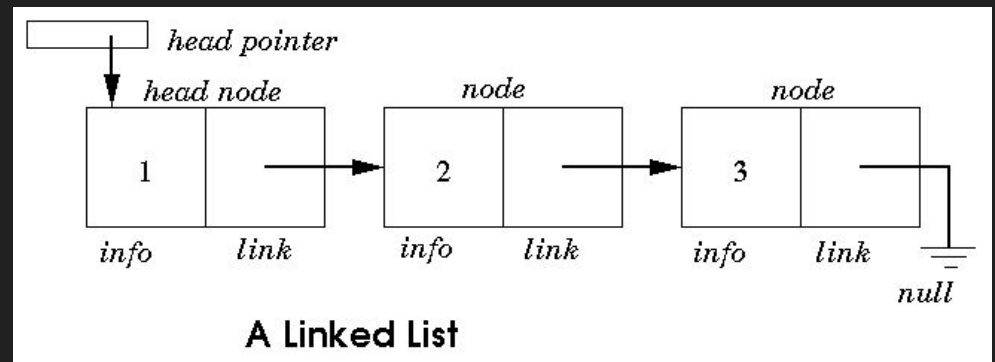 head pointer
head node node node
1 2 3
info link info link info link
null
A Linked List